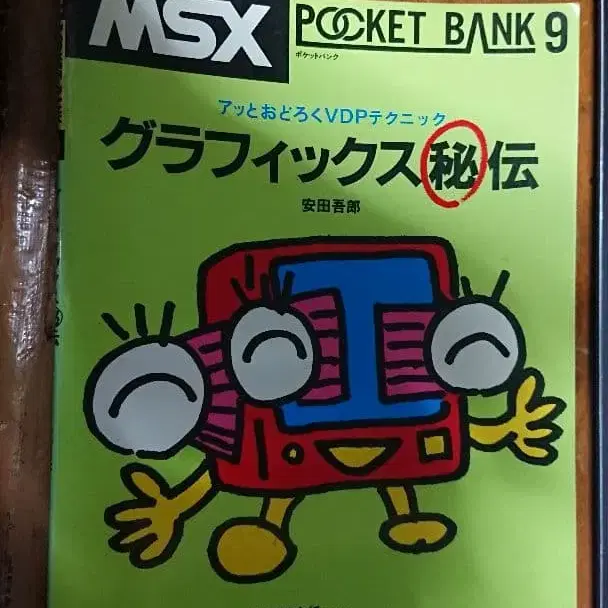 MSX
POCKET BANK 9
ポケットバンク
アッとおどろくVDPテクニック
グラフィックス㊙伝
安田吾郎